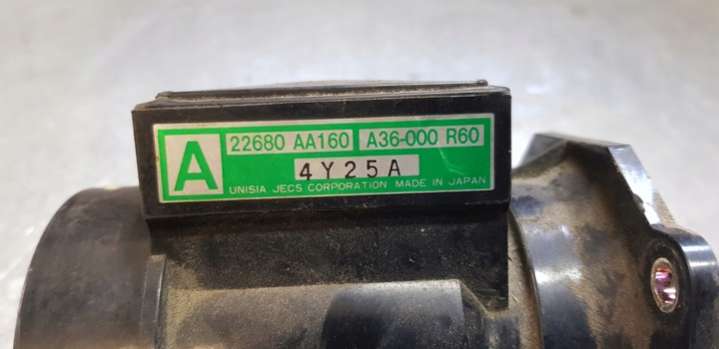 A
22680 AA160 A36-000 R60
4Y25A
UNISIA JECS CORPORATION MADE IN JAPAN